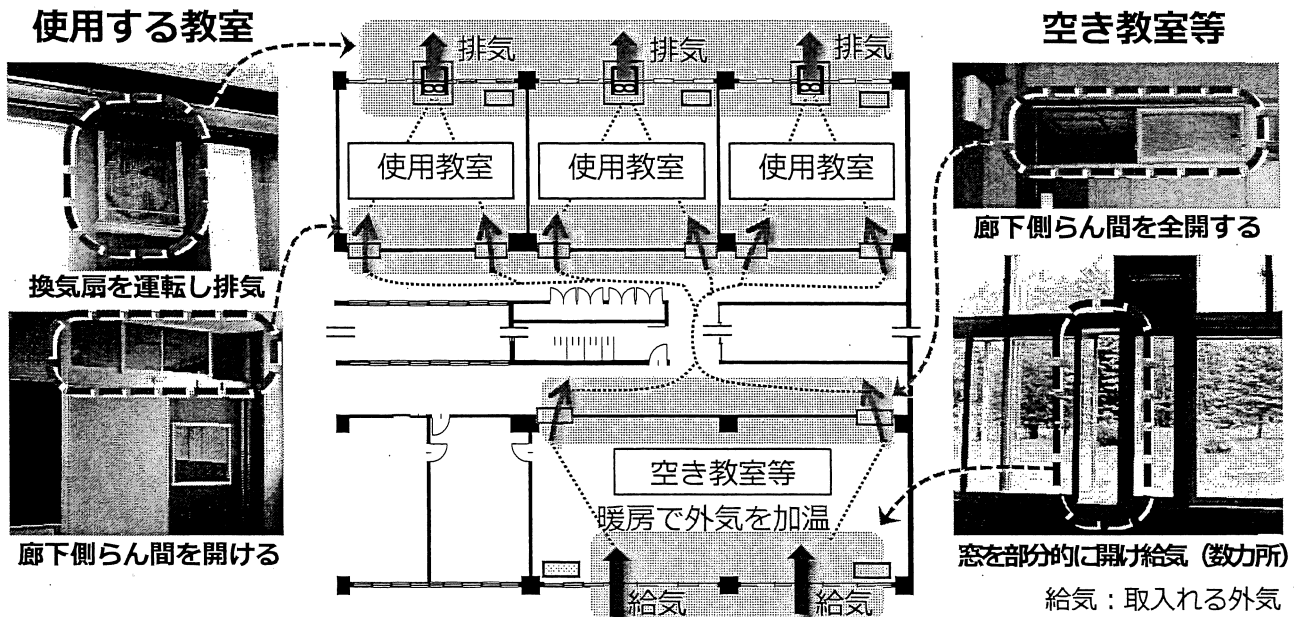 使用する教室
空き教室等
排気
排気
排気
使用教室
使用教室
使用教室
換気扇を運転し排気
廊下側らん間を全開する
空き教室等
暖房で外気を加温
廊下側らん間を開ける
窓を部分的に開け給気（数カ所）
給気
給気
給気：取入れる外気